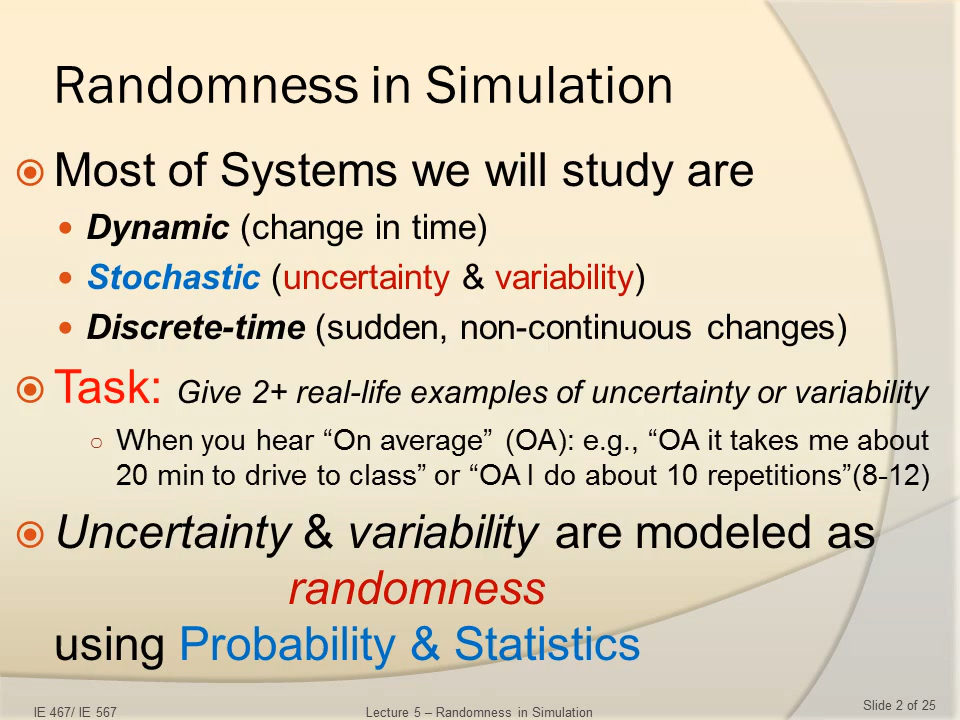 Randomness in Simulation
Most of Systems we will study are
Dynamic (change in time)
Stochastic (uncertainty & variability)
Discrete-time (sudden, non-continuous changes)
Task: Give 2+ real-life examples of uncertainty or variability
When you hear “On average” (OA): e.g., “OA it takes me about
20 min to drive to class” or “OA I do about 10 repetitions”(8-12)
Uncertainty & variability are modeled as
randomness
using Probability & Statistics
IE 467/ IE 567
Lecture 5 – Randomness in Simulation
Slide 2 of 25